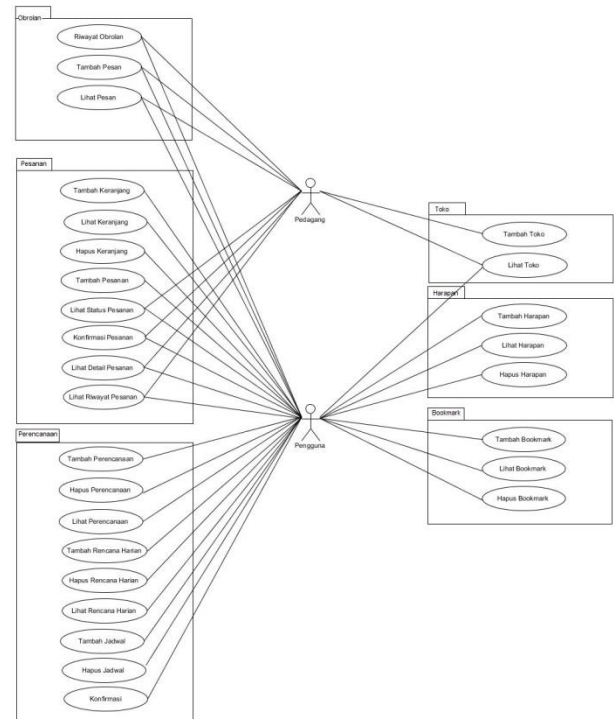 Obrolan
Riwayat Obrolan
Tambah Pesan
Lihat Pesan
Pesanan
Tambah Keranjang
Lihat Keranjang
Hapus Keranjang
Tambah Pesanan
Lihat Status Pesanan
Konfirmasi Pesanan
Lihat Detail Pesanan
Lihat Riwayat Pesanan
Perencanaan
Tambah Perencanaan
Hapus Perencanaan
Lihat Perencanaan
Tambah Rencana Harian
Hapus Rencana Harian
Lihat Rencana Harian
Tambah Jadwal
Hapus Jadwal
Konfirmasi
Pedagang
Pengguna
Toko
Tambah Toko
Lihat Toko
Harapan
Tambah Harapan
Lihat Harapan
Hapus Harapan
Bookmark
Tambah Bookmark
Lihat Bookmark
Hapus Bookmark